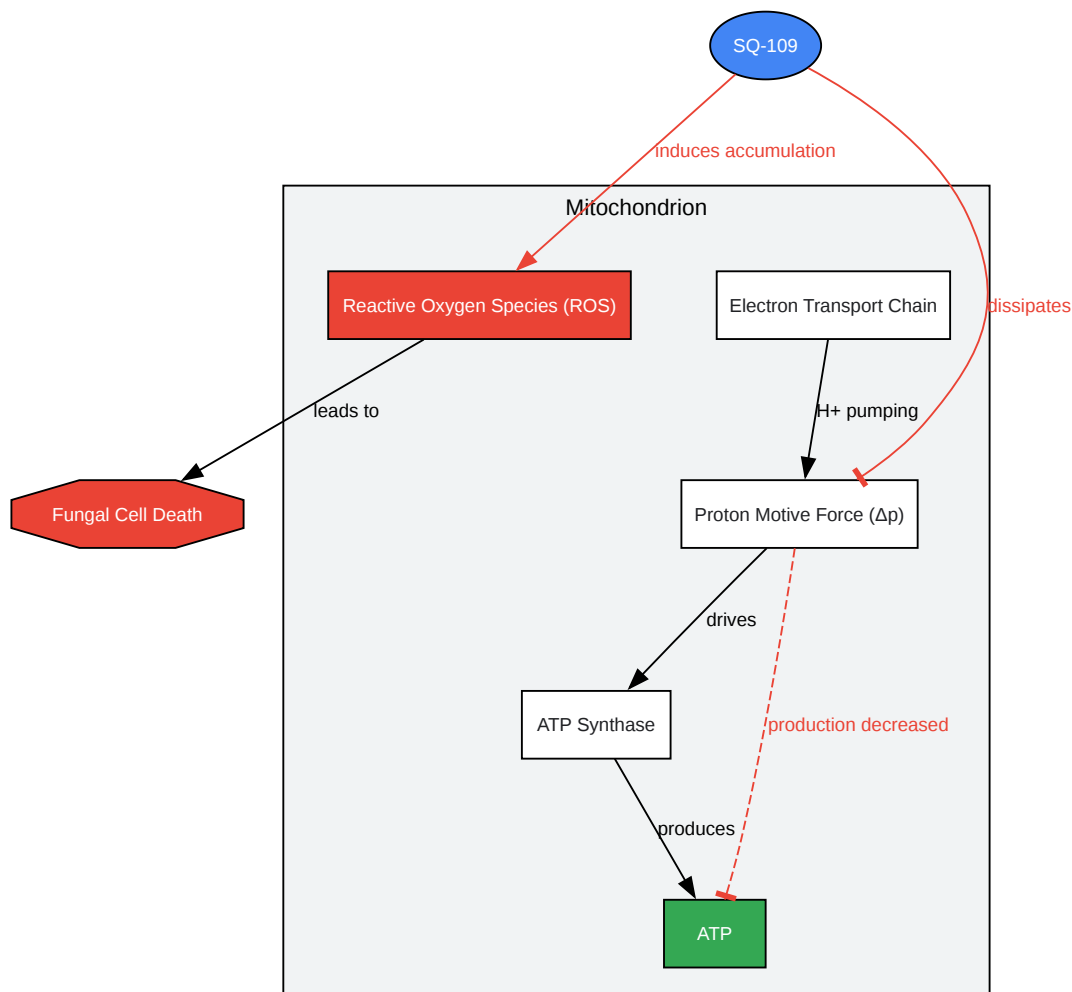 SQ-109
induces accumulation
Mitochondrion
Reactive Oxygen Species (ROS)
Electron Transport Chain
dissipates
leads to
H+ pumping
Fungal Cell Death
Proton Motive Force (Δp)
drives
ATP Synthase
production decreased
produces
ATP